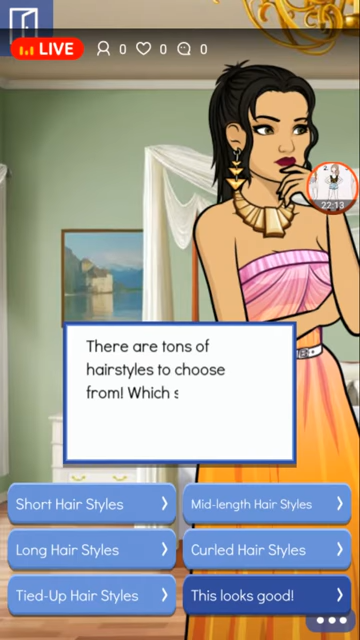 LIVE 0 0 0
22:13
There are tons of
hairstyles to choose
from! Which s
Short Hair Styles
Mid-length Hair Styles
Long Hair Styles
Curled Hair Styles
Tied-Up Hair Styles
This looks good!